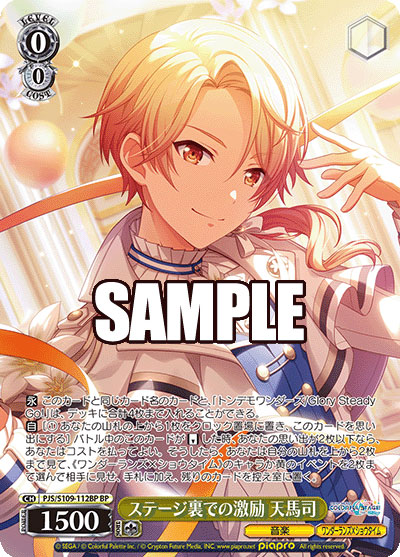 LEVEL
0
0
COST
SAMPLE
永 このカードと同じカード名のカードと、「トンデモワンダーズ/Glory Steady
Go!」は、デッキに合計4枚まで入れることができる。
自 【① あなたの山札の上から1枚をクロック置場に置き、このカードを思い
出にする】 バトル中のこのカードが した時、あなたの思い出が2枚以下なら、
あなたはコストを払ってよい。そうしたら、あなたは自分の山札を上から2
枚まで見て、《ワンダーランズ×ショウタイム》のキャラか黄のイベントを2枚ま
で選んで相手に見せ、手札に加え、残りのカードを控室に置く。
CH PJS/S109-112BP BP
COLORFUL STAGE!
POWER
1500
ステージ裏での激励 天馬司
音楽
ワンダーランズ×ショウタイム
© SEGA / © Colorful Palette Inc. / © Crypton Future Media, INC. www.piapro.net piapro All rights reserved.